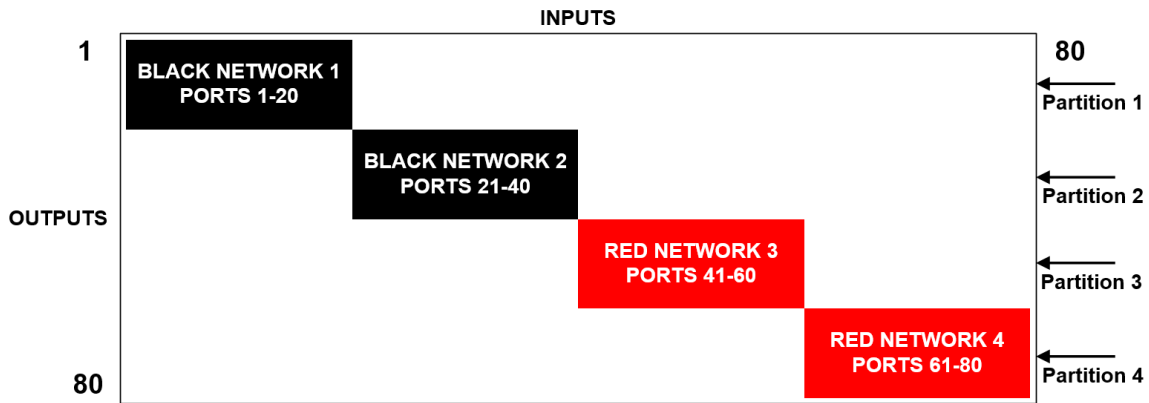 INPUTS
1
80
BLACK NETWORK 1
PORTS 1-20
Partition 1
BLACK NETWORK 2
PORTS 21-40
Partition 2
OUTPUTS
RED NETWORK 3
PORTS 41-60
Partition 3
RED NETWORK 4
PORTS 61-80
Partition 4
80